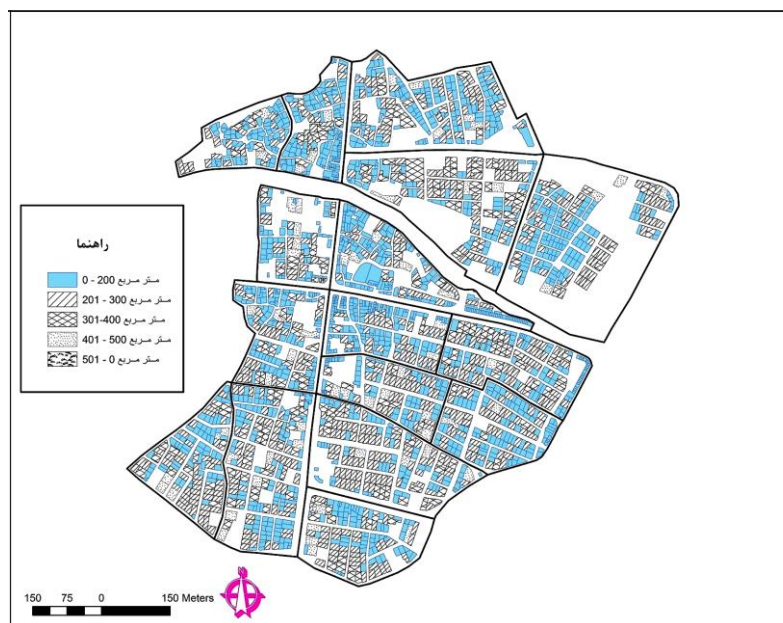 راهنما
0 - 200 متر مربع
201 - 300 متر مربع
301-400 متر مربع
401 - 500 متر مربع
501 - 0 متر مربع
150 75 0 150 Meters